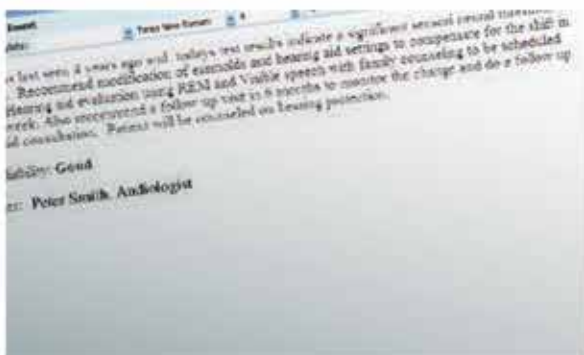 Times New Roman
last seen 4 years ago and todays test results indicate a significant sensori neural
Recommend modification of earmolds and hearing aid settings to compensate for the shift in
hearing aid evaluation using REM and Visible speech with family counseling to be scheduled
week. Also recommend a follow up visit in 6 months to monitor the change and do a follow up
consultation. Patient will be counseled on hearing protection.
Good
Peter Smith, Audiologist